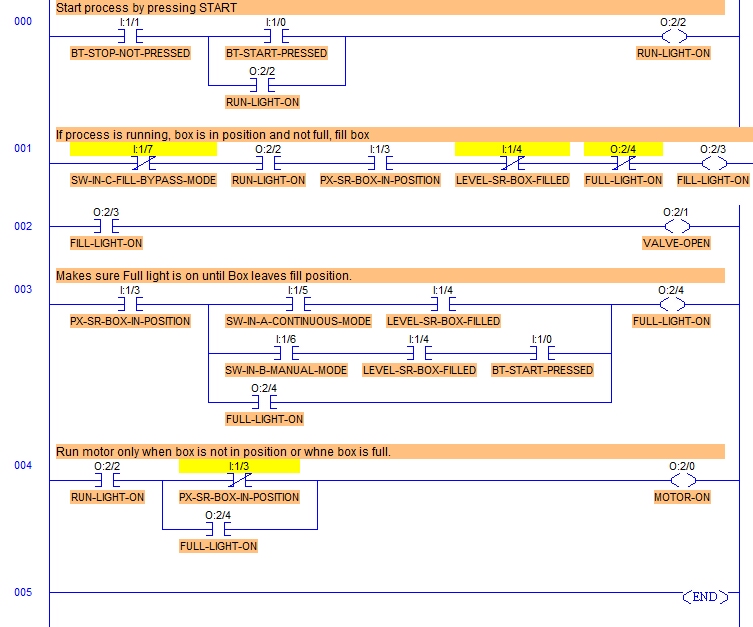 Start process by pressing START
000
I:1/1 I:1/0 O:2/2
BT-STOP-NOT-PRESSED BT-START-PRESSED RUN-LIGHT-ON
O:2/2
RUN-LIGHT-ON
If process is running, box is in position and not full, fill box
001
I:1/7 O:2/2 I:1/3 I:1/4 O:2/4 O:2/3
SW-IN-C-FILL-BYPASS-MODE RUN-LIGHT-ON PX-SR-BOX-IN-POSITION LEVEL-SR-BOX-FILLED FULL-LIGHT-ON FILL-LIGHT-ON
O:2/3 O:2/1
002
FILL-LIGHT-ON VALVE-OPEN
Makes sure Full light is on until Box leaves fill position.
003
I:1/3 I:1/5 I:1/4 O:2/4
PX-SR-BOX-IN-POSITION SW-IN-A-CONTINUOUS-MODE LEVEL-SR-BOX-FILLED FULL-LIGHT-ON
I:1/6 I:1/4 I:1/0
SW-IN-B-MANUAL-MODE LEVEL-SR-BOX-FILLED BT-START-PRESSED
O:2/4
FULL-LIGHT-ON
Run motor only when box is not in position or whne box is full.
004
O:2/2 I:1/3 O:2/0
RUN-LIGHT-ON PX-SR-BOX-IN-POSITION MOTOR-ON
O:2/4
FULL-LIGHT-ON
005
END